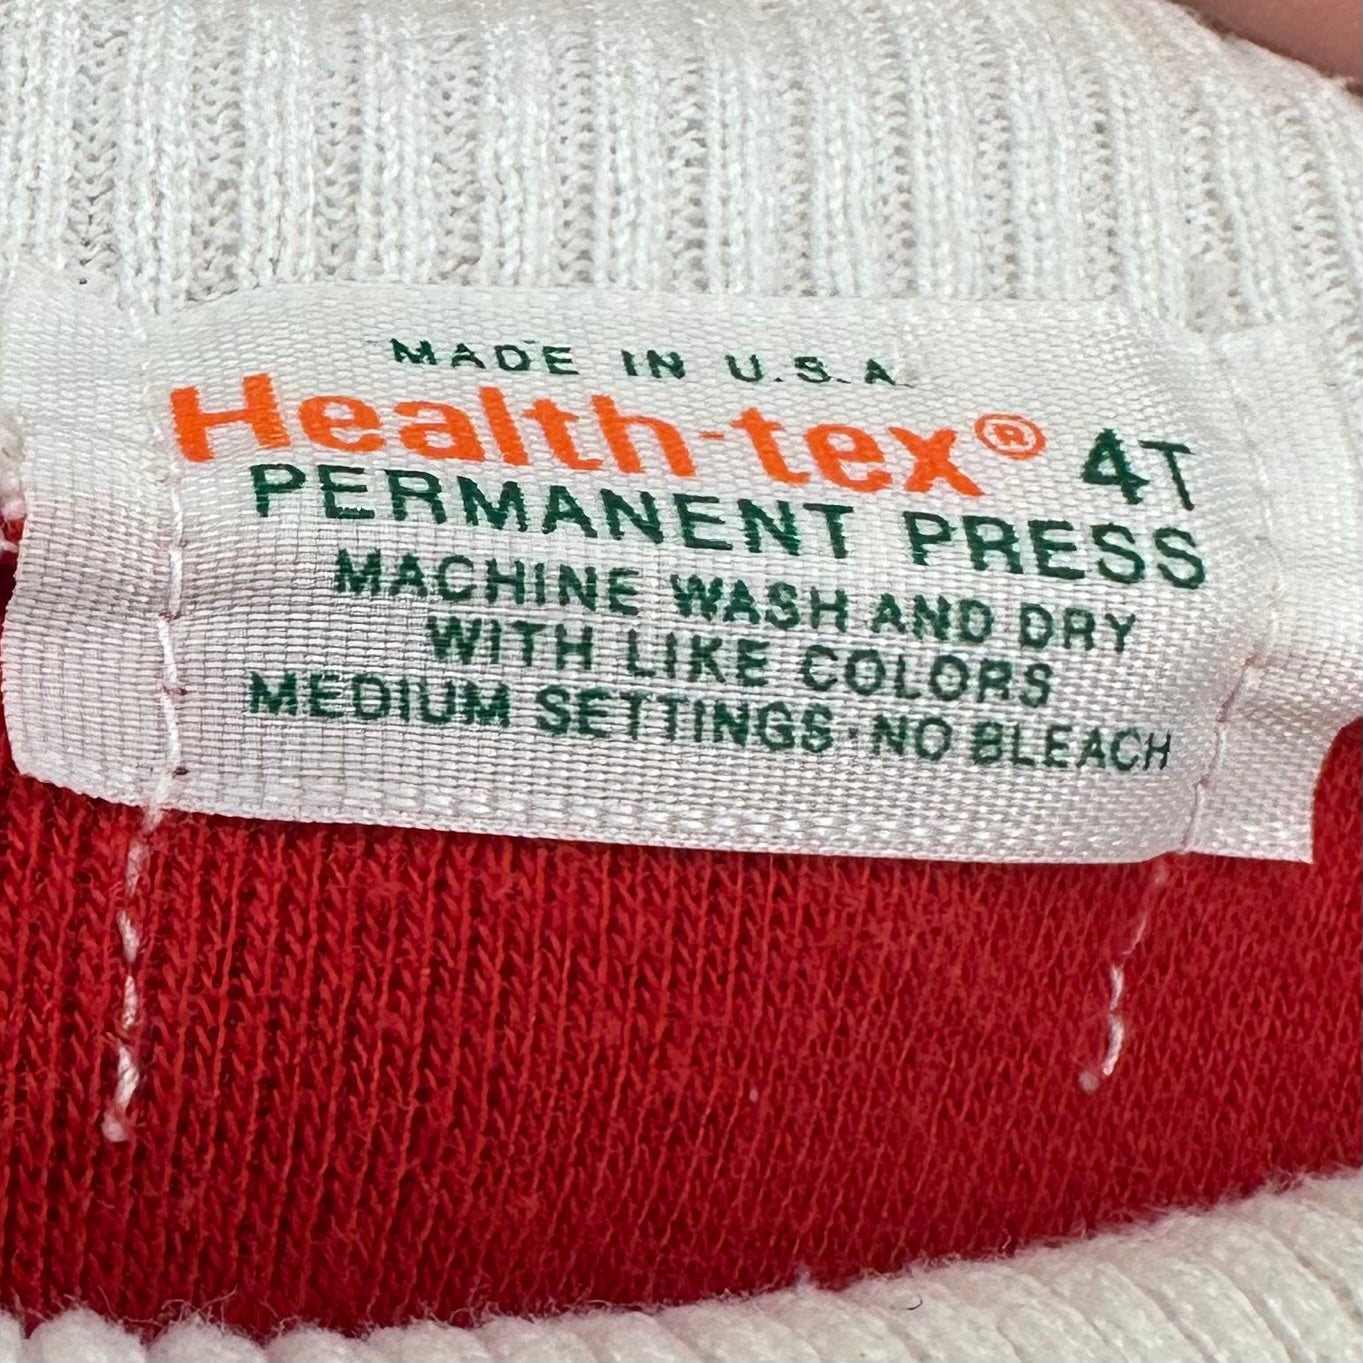 MADE IN U.S.A.
Health-tex® 4T
PERMANENT PRESS
MACHINE WASH AND DRY
WITH LIKE COLORS
MEDIUM SETTINGS·NO BLEACH